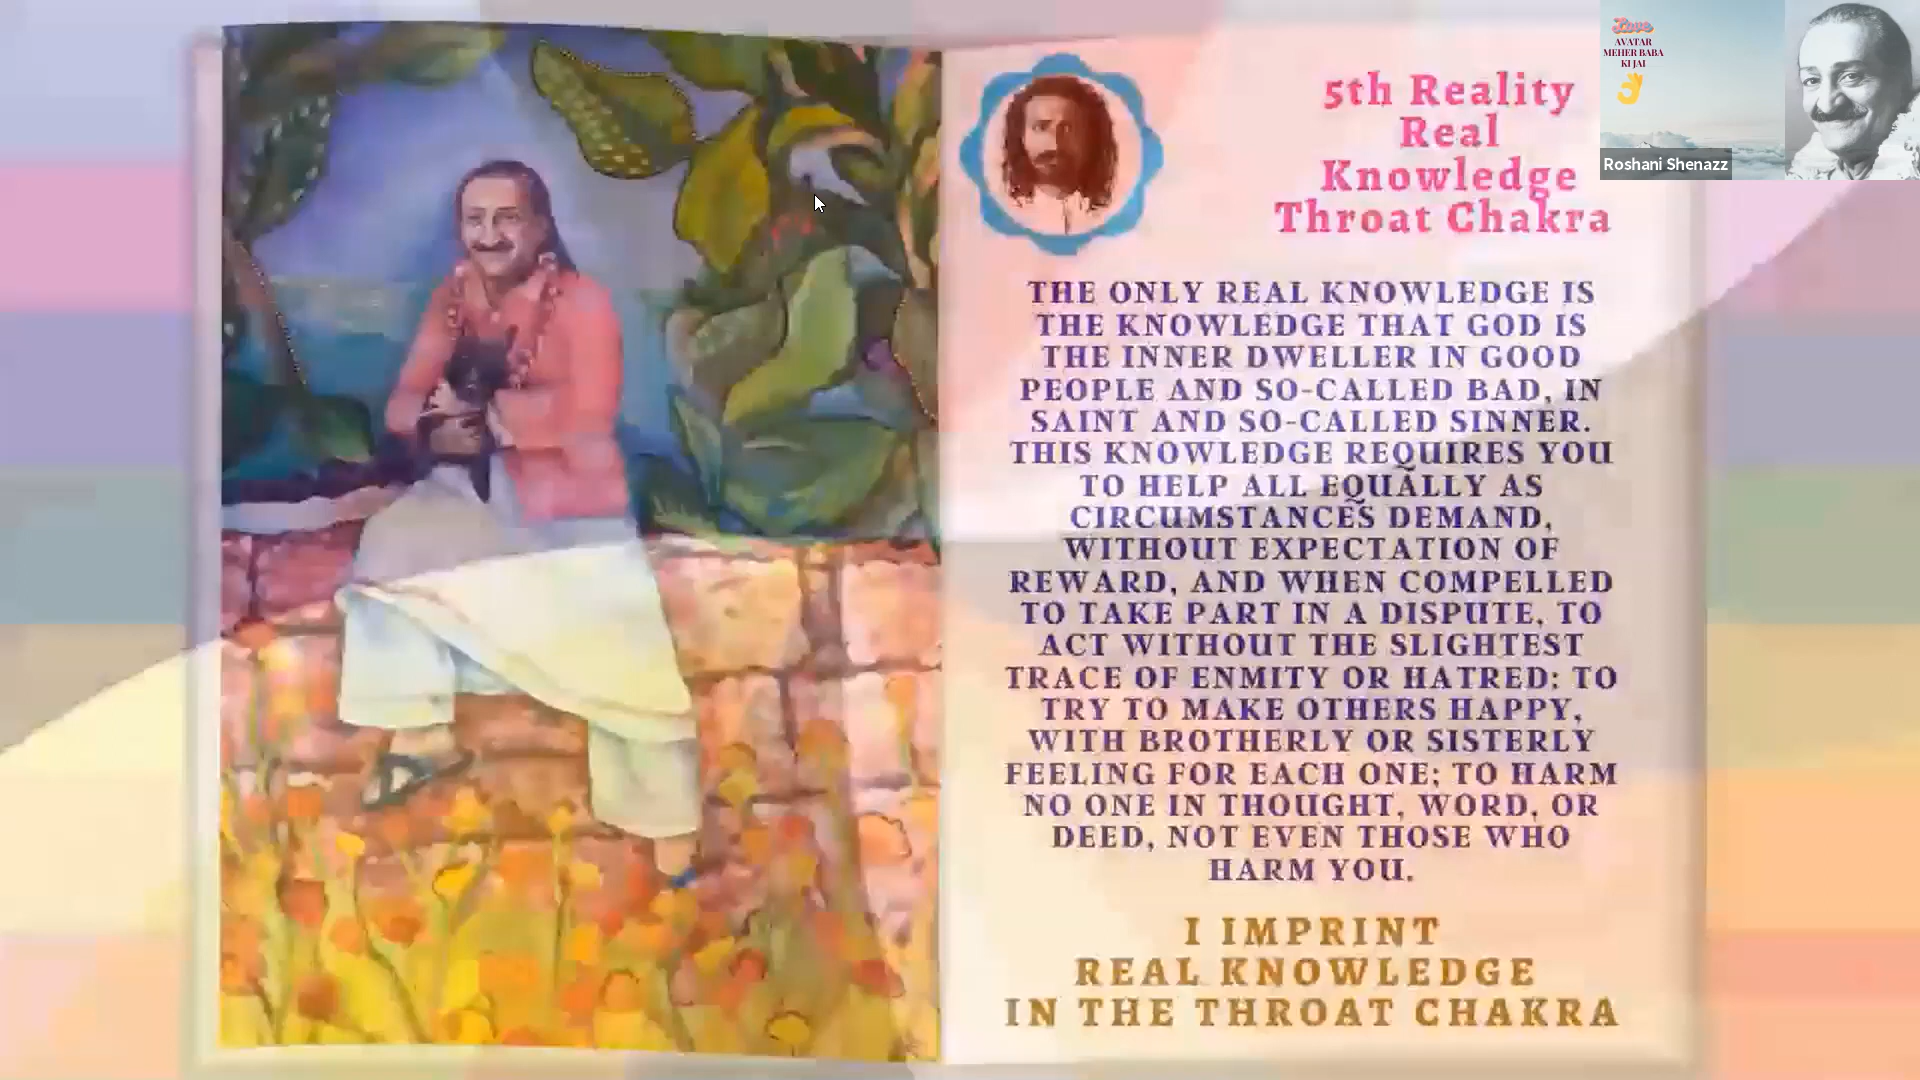 5th Reality
Real
Knowledge
Throat Chakra
THE ONLY REAL KNOWLEDGE IS
THE KNOWLEDGE THAT GOD IS
THE INNER DWELLER IN GOOD
PEOPLE AND SO-CALLED BAD, IN
SAINT AND SO-CALLED SINNER.
THIS KNOWLEDGE REQUIRES YOU
TO HELP ALL EQUALLY AS
CIRCUMSTANCES DEMAND,
WITHOUT EXPECTATION OF
REWARD, AND WHEN COMPELLED
TO TAKE PART IN A DISPUTE, TO
ACT WITHOUT THE SLIGHTEST
TRACE OF ENMITY OR HATRED; TO
TRY TO MAKE OTHERS HAPPY,
WITH BROTHERLY OR SISTERLY
FEELING FOR EACH ONE; TO HARM
NO ONE IN THOUGHT, WORD, OR
DEED, NOT EVEN THOSE WHO
HARM YOU.
I IMPRINT
REAL KNOWLEDGE
IN THE THROAT CHAKRA
Love
AVATAR
MEHER BABA
KI JAI
Roshani Shenazz